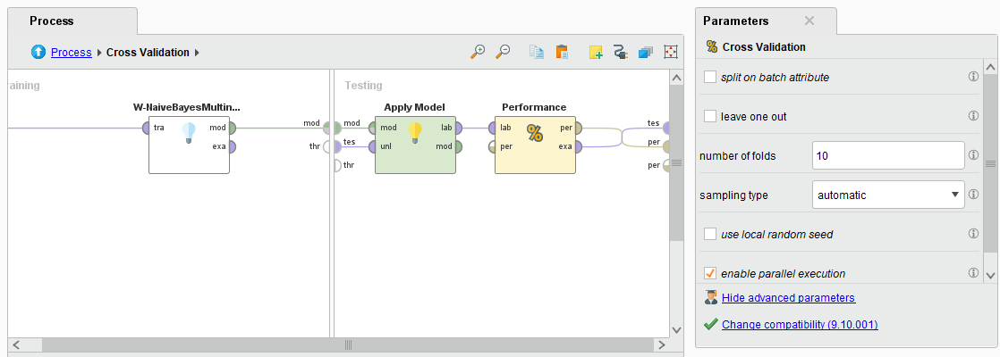 Process
Process Cross Validation
aining
Testing
W-NaiveBayesMultin...
tra mod
exa
mod
thr
mod
tes
thr
Apply Model
mod lab
unl mod
Performance
lab per
per exa
tes
per
per
Parameters
% Cross Validation
split on batch attribute
leave one out
number of folds 10
sampling type automatic
use local random seed
enable parallel execution
Hide advanced parameters
Change compatibility (9.10.001)